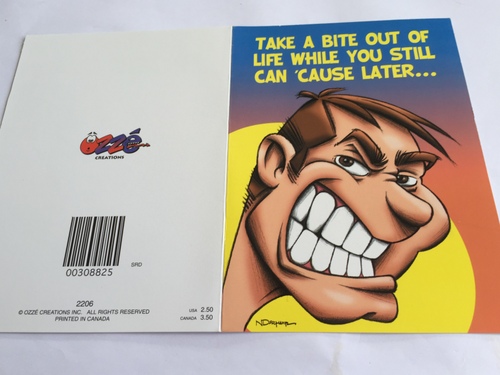 TAKE A BITE OUT OF
LIFE WHILE YOU STILL
CAN 'CAUSE LATER...
OZZÉ
CREATIONS
00308825
SRD
2206
© OZZÉ CREATIONS INC. ALL RIGHTS RESERVED
PRINTED IN CANADA
USA 2.50
CANADA 3.50